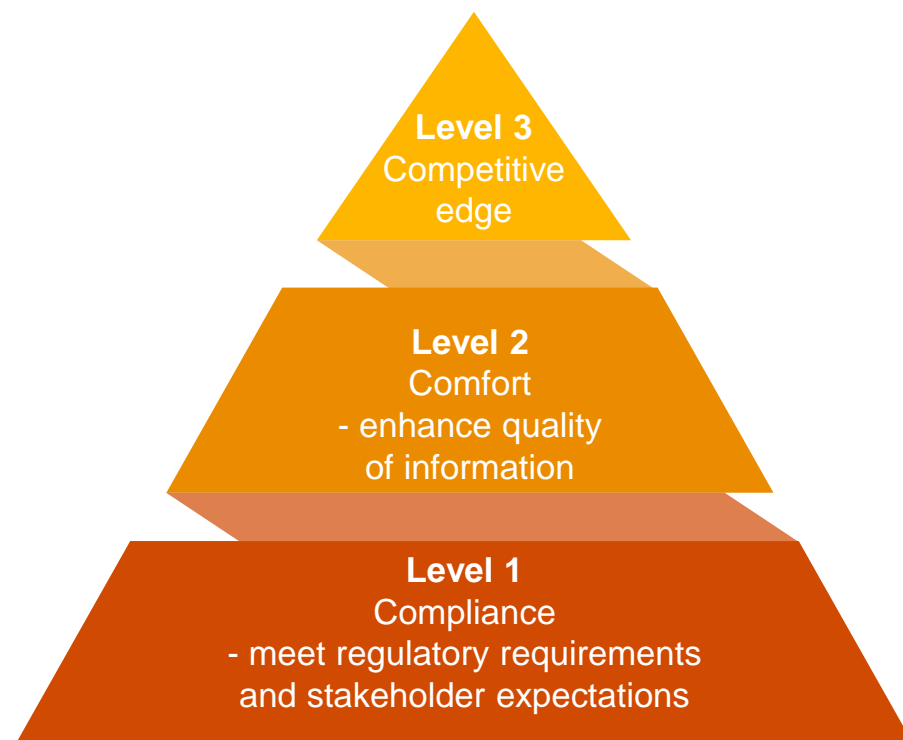 Level 3
Competitive
edge
Level 2
Comfort
- enhance quality
of information
Level 1
Compliance
- meet regulatory requirements
and stakeholder expectations